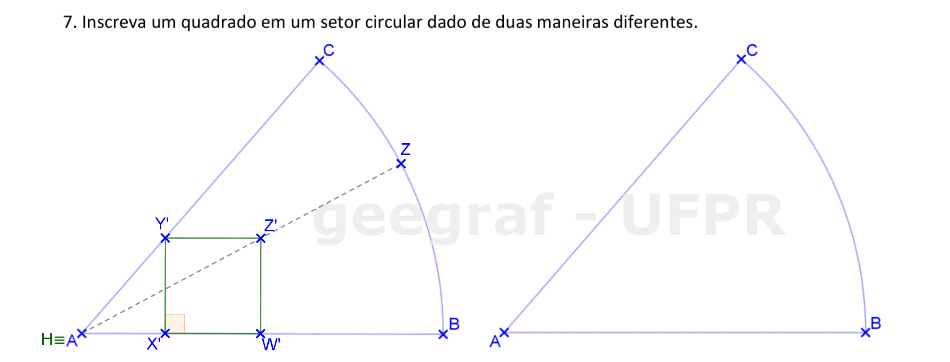 7. Inscreva um quadrado em um setor circular dado de duas maneiras diferentes.
C
C
Z
Y'
Z'
geegraf - UFPR
B
B
H≡A
X'
W'
A